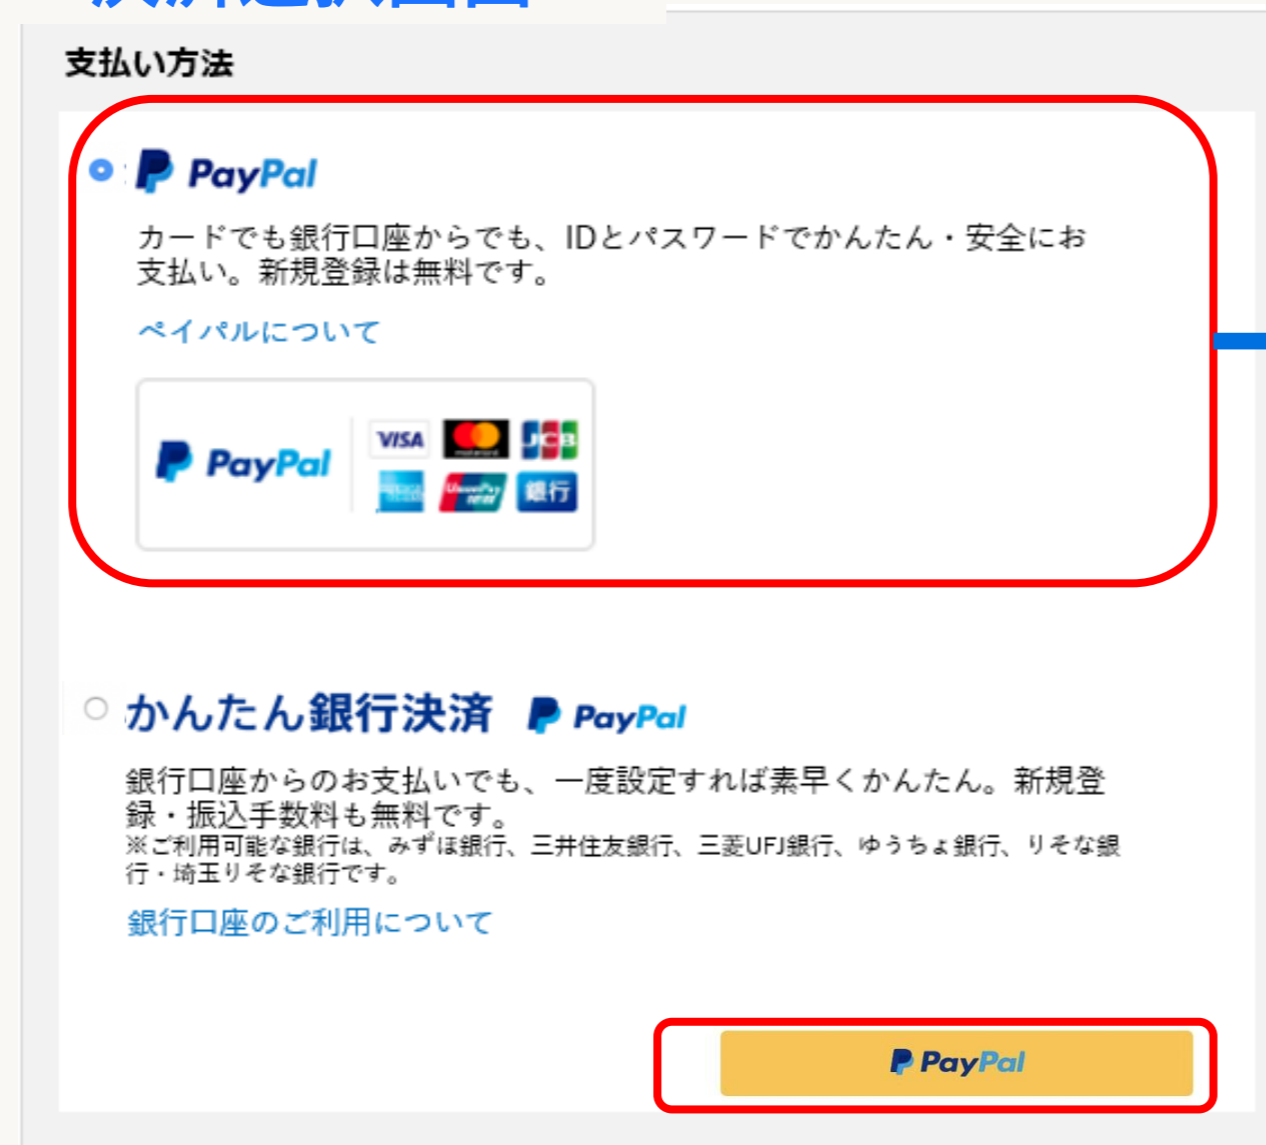 決済選択画面
支払い方法
PayPal
カードでも銀行口座からでも、IDとパスワードでかんたん・安全にお
支払い。新規登録は無料です。
ペイパルについて
PayPal
VISA
JCB
UnionPay
銀行
かんたん銀行決済 PayPal
銀行口座からのお支払いでも、一度設定すれば素早くかんたん。新規登
録・振込手数料も無料です。
※ご利用可能な銀行は、みずほ銀行、三井住友銀行、三菱UFJ銀行、ゆうちょ銀行、りそな銀
行・埼玉りそな銀行です。
銀行口座のご利用について
PayPal